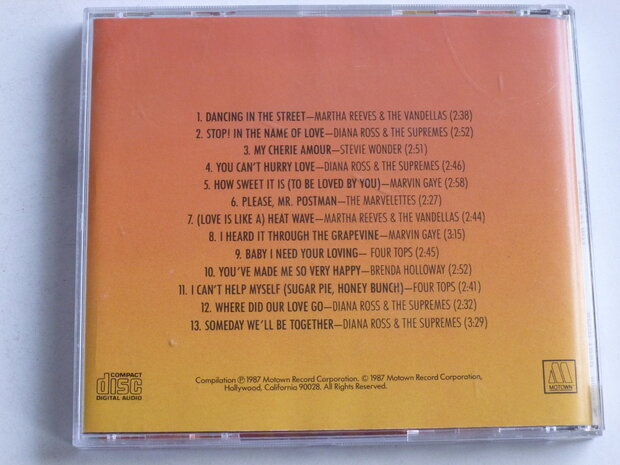 1. DANCING IN THE STREET—MARTHA REEVES & THE VANDELLAS (2:38)
2. STOP! IN THE NAME OF LOVE—DIANA ROSS & THE SUPREMES (2:52)
3. MY CHERIE AMOUR—STEVIE WONDER (2:51)
4. YOU CAN'T HURRY LOVE—DIANA ROSS & THE SUPREMES (2:46)
5. HOW SWEET IT IS (TO BE LOVED BY YOU)—MARVIN GAYE (2:58)
6. PLEASE, MR. POSTMAN—THE MARVELETTES (2:27)
7. (LOVE IS LIKE A) HEAT WAVE—MARTHA REEVES & THE VANDELLAS (2:44)
8. I HEARD IT THROUGH THE GRAPEVINE—MARVIN GAYE (3:15)
9. BABY I NEED YOUR LOVING— FOUR TOPS (2:45)
10. YOU'VE MADE ME SO VERY HAPPY—BRENDA HOLLOWAY (2:52)
11. I CAN'T HELP MYSELF (SUGAR PIE, HONEY BUNCH)—FOUR TOPS (2:41)
12. WHERE DID OUR LOVE GO—DIANA ROSS & THE SUPREMES (2:32)
13. SOMEDAY WE'LL BE TOGETHER—DIANA ROSS & THE SUPREMES (3:29)
COMPACT
disc
DIGITAL AUDIO
Compilation ℗ 1987 Motown Record Corporation. © 1987 Motown Record Corporation,
Hollywood, California 90028. All Rights Reserved.
M
MOTOWN